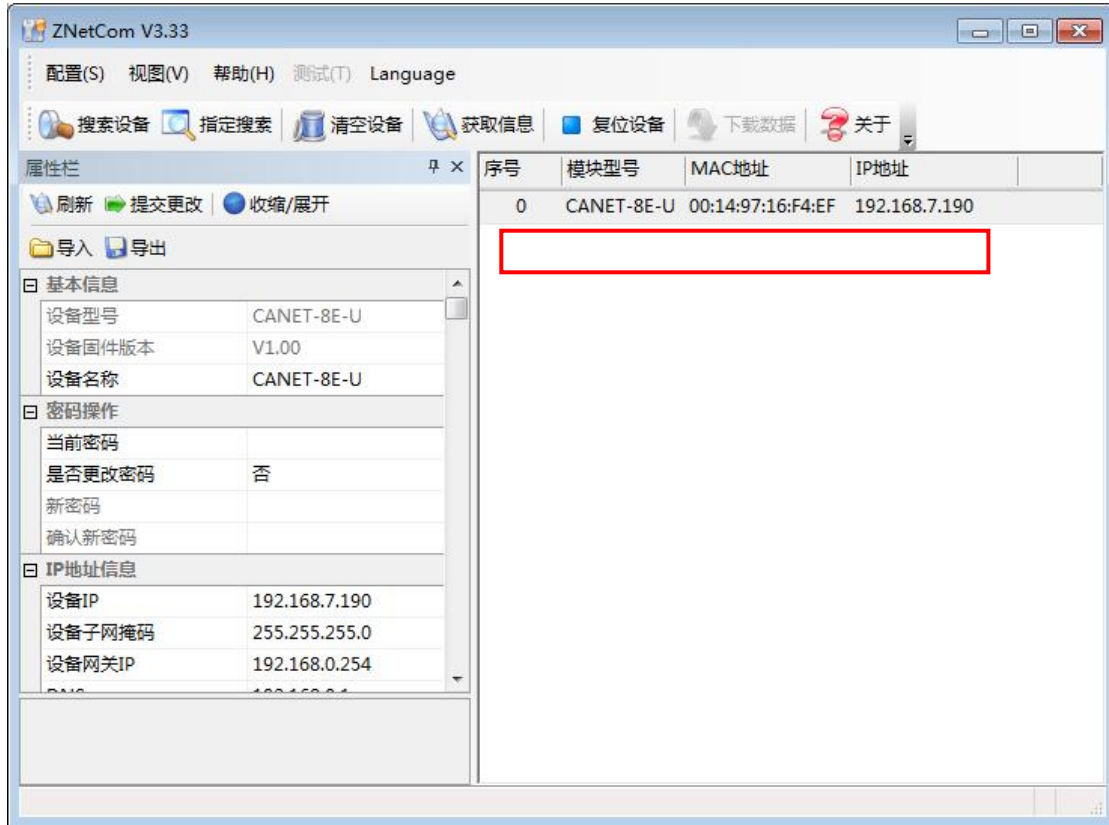 ZNetCom V3.33
配置(S) 视图(V) 帮助(H) 测试(T) Language
搜索设备 指定搜索 清空设备 获取信息 复位设备 下载数据 关于
属性栏
刷新 提交更改 收缩/展开
导入 导出
基本信息
设备型号 CANET-8E-U
设备固件版本 V1.00
设备名称 CANET-8E-U
密码操作
当前密码
是否更改密码 否
新密码
确认新密码
IP地址信息
设备IP 192.168.7.190
设备子网掩码 255.255.255.0
设备网关IP 192.168.0.254
序号 模块型号 MAC地址 IP地址
0 CANET-8E-U 00:14:97:16:F4:EF 192.168.7.190